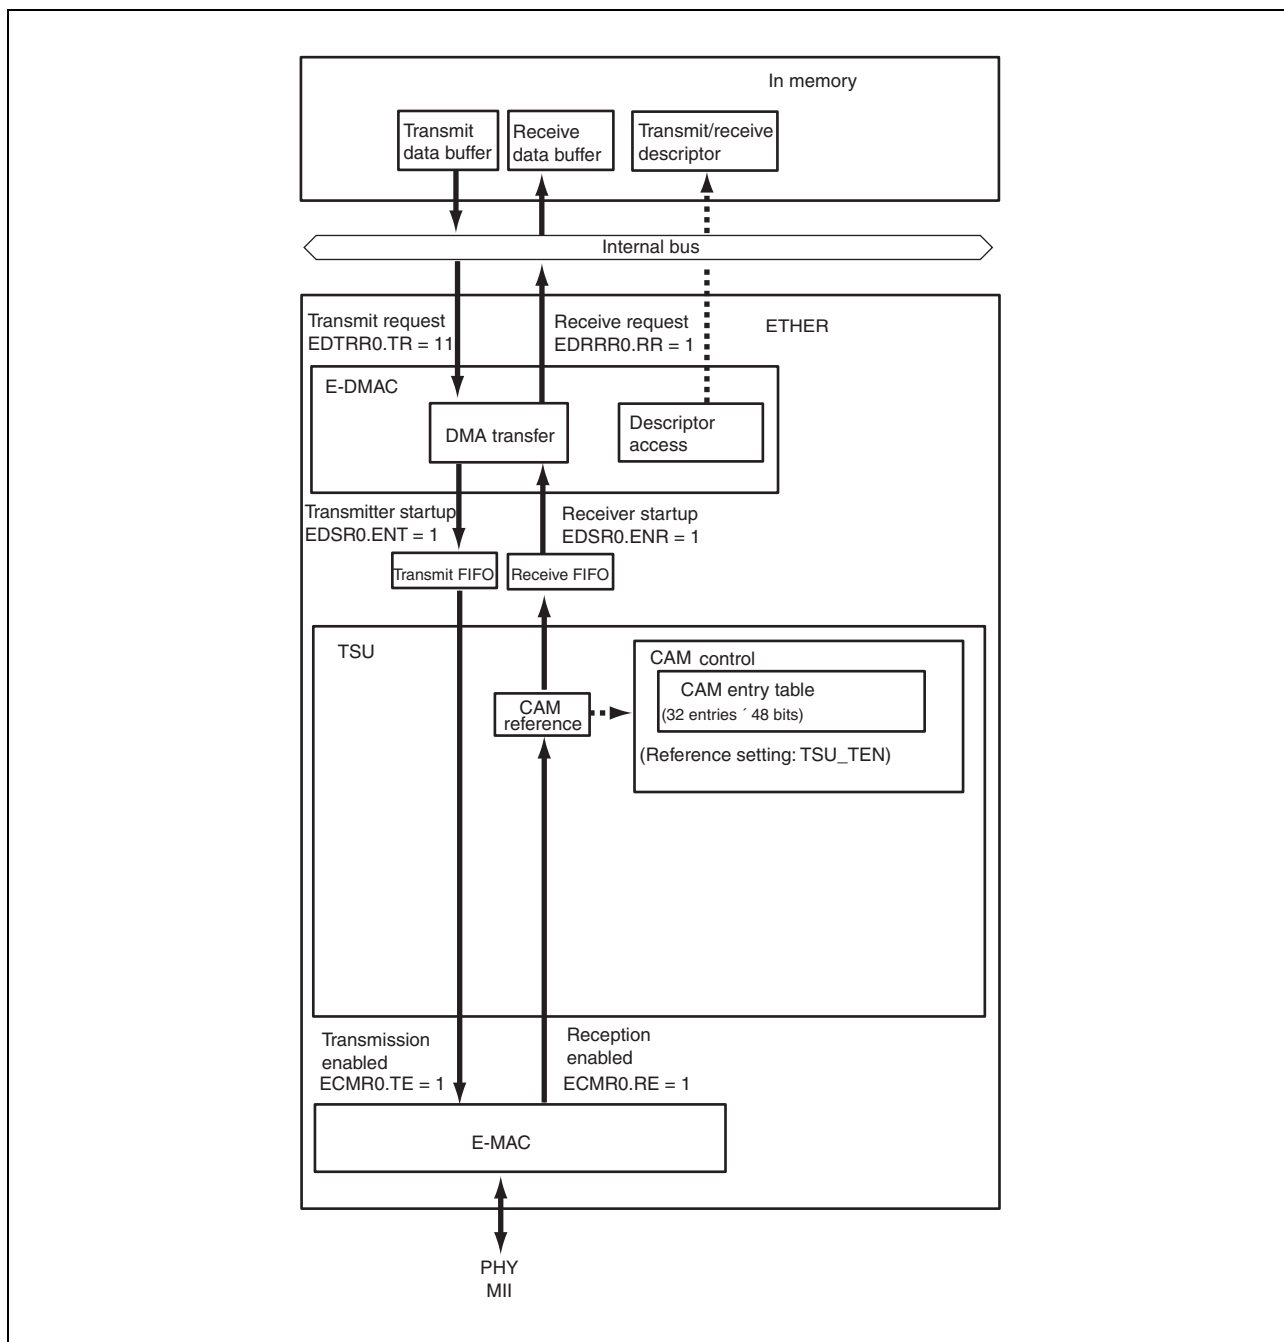 In memory
Transmit
data buffer
Receive
data buffer
Transmit/receive
descriptor
Internal bus
Transmit request
EDTRR0.TR = 11
Receive request
EDRRR0.RR = 1
ETHER
E-DMAC
DMA transfer
Descriptor
access
Transmitter startup
EDSR0.ENT = 1
Receiver startup
EDSR0.ENR = 1
Transmit FIFO
Receive FIFO
TSU
CAM control
CAM entry table
(32 entries ´ 48 bits)
CAM
reference
(Reference setting: TSU_TEN)
Transmission
enabled
ECMR0.TE = 1
Reception
enabled
ECMR0.RE = 1
E-MAC
PHY
MII